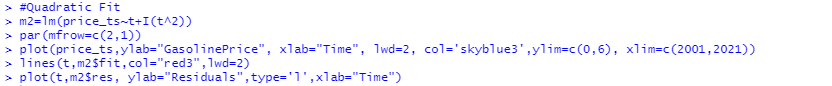 > #Quadratic Fit
> m2=lm(price_ts~t+I(t^2))
> par(mfrow=c(2,1))
> plot(price_ts,ylab="GasolinePrice", xlab="Time", lwd=2, col='skyblue3',ylim=c(0,6), xlim=c(2001,2021))
> lines(t,m2$fit,col="red3",lwd=2)
> plot(t,m2$res, ylab="Residuals",type='l',xlab="Time")